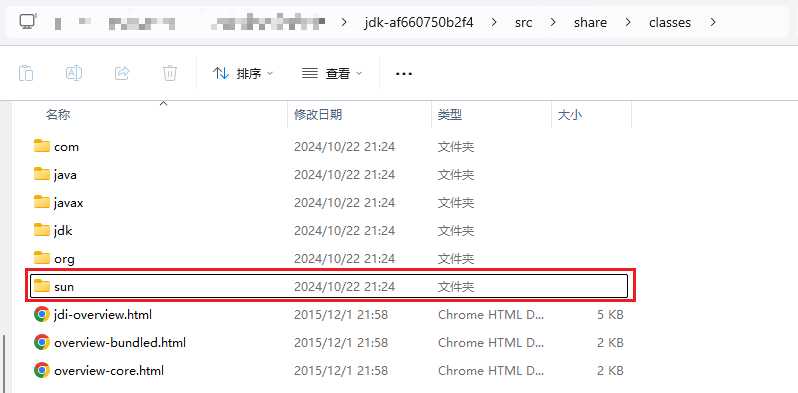 jdk-af660750b2f4 > src > share > classes >
排序 查看 ...
名称 修改日期 类型 大小
com 2024/10/22 21:24 文件夹
java 2024/10/22 21:24 文件夹
javax 2024/10/22 21:24 文件夹
jdk 2024/10/22 21:24 文件夹
org 2024/10/22 21:24 文件夹
sun 2024/10/22 21:24 文件夹
jdi-overview.html 2015/12/1 21:58 Chrome HTML D... 5 KB
overview-bundled.html 2015/12/1 21:58 Chrome HTML D... 2 KB
overview-core.html 2015/12/1 21:58 Chrome HTML D... 2 KB